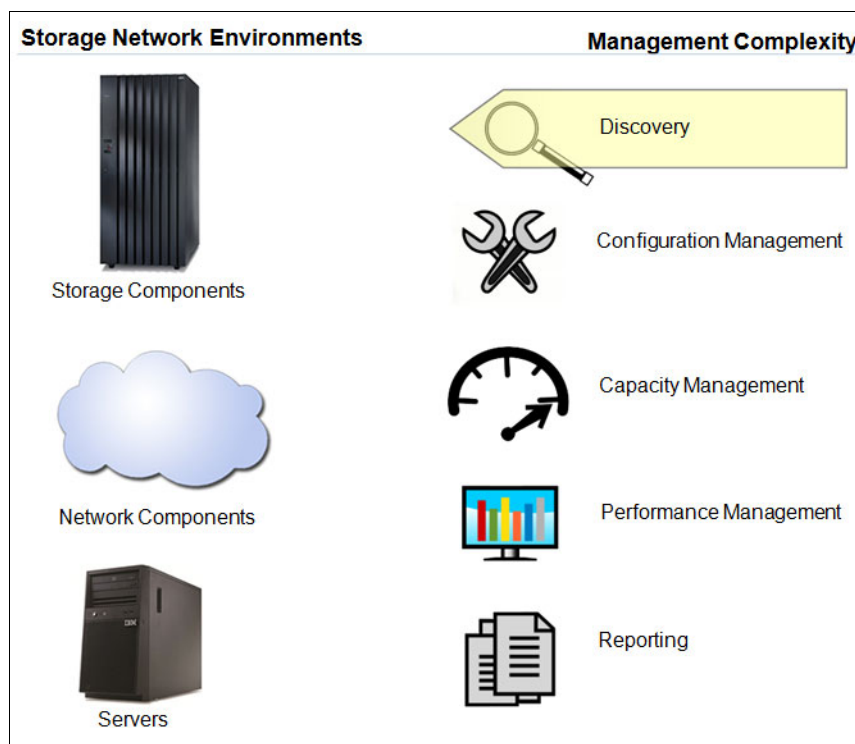 Storage Network Environments
Management Complexity
Discovery
Configuration Management
Storage Components
Capacity Management
Network Components
Performance Management
IBM
Reporting
Servers